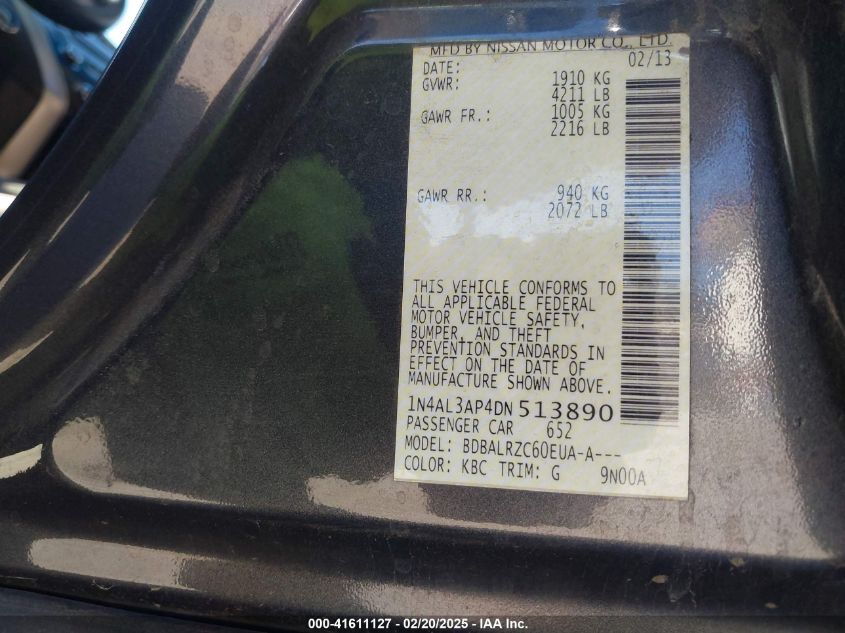 MFD BY NISSAN MOTOR CO., LTD.
DATE: 02/13
GVWR: 1910 KG
4211 LB
GAWR FR.: 1005 KG
2216 LB
GAWR RR.: 940 KG
2072 LB
THIS VEHICLE CONFORMS TO
ALL APPLICABLE FEDERAL
MOTOR VEHICLE SAFETY,
BUMPER, AND THEFT
PREVENTION STANDARDS IN
EFFECT ON THE DATE OF
MANUFACTURE SHOWN ABOVE.
1N4AL3AP4DN 513890
PASSENGER CAR 652
MODEL: BDBALRZC60EUA-A---
COLOR: KBC TRIM: G 9N00A
000-41611127 - 02/20/2025 - IAA Inc.